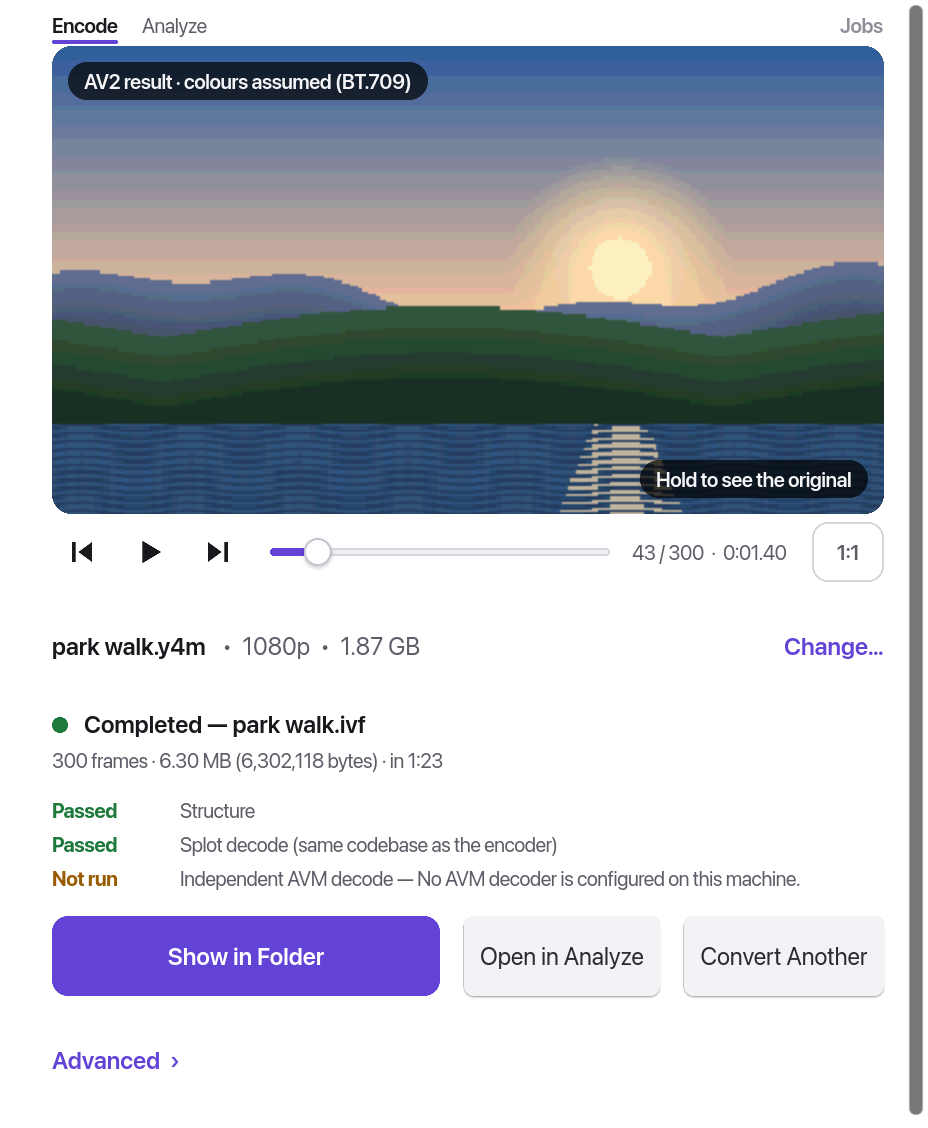 Encode Analyze Jobs
AV2 result · colours assumed (BT.709)
Hold to see the original
43 / 300 · 0:01.40 1:1
park walk.y4m • 1080p • 1.87 GB Change...
Completed — park walk.ivf
300 frames · 6.30 MB (6,302,118 bytes) · in 1:23
Passed Structure
Passed Splot decode (same codebase as the encoder)
Not run Independent AVM decode — No AVM decoder is configured on this machine.
Show in Folder Open in Analyze Convert Another
Advanced ›